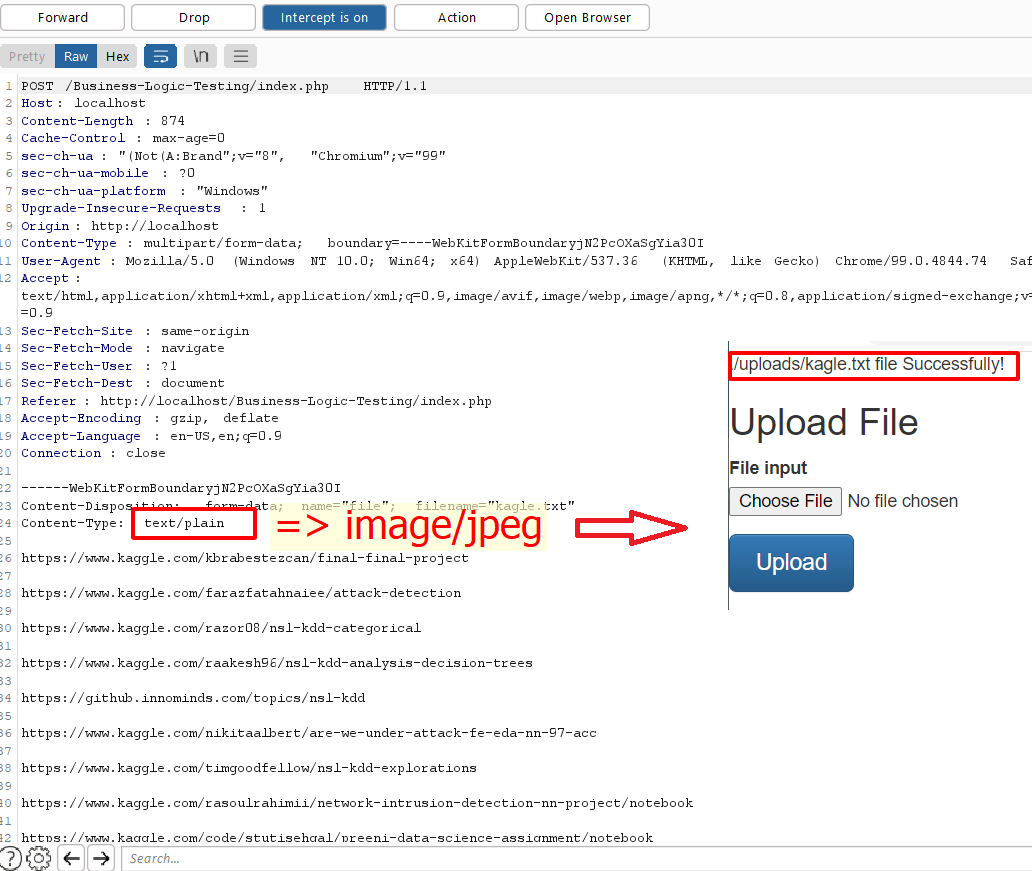 Forward Drop Intercept is on Action Open Browser
Pretty Raw Hex \n
1 POST /Business-Logic-Testing/index.php HTTP/1.1
2 Host : localhost
3 Content-Length : 874
4 Cache-Control : max-age=0
5 sec-ch-ua : "(Not(A:Brand";v="8", "Chromium";v="99"
6 sec-ch-ua-mobile : ?0
7 sec-ch-ua-platform : "Windows"
8 Upgrade-Insecure-Requests : 1
9 Origin : http://localhost
10 Content-Type : multipart/form-data; boundary=----WebKitFormBoundaryjN2PcOXaSgYia30I
11 User-Agent : Mozilla/5.0 (Windows NT 10.0; Win64; x64) AppleWebKit/537.36 (KHTML, like Gecko) Chrome/99.0.4844.74 Saf
12 Accept :
text/html,application/xhtml+xml,application/xml;q=0.9,image/avif,image/webp,image/apng,*/*;q=0.8,application/signed-exchange;v=
=0.9
13 Sec-Fetch-Site : same-origin
14 Sec-Fetch-Mode : navigate
15 Sec-Fetch-User : ?1
16 Sec-Fetch-Dest : document
17 Referer : http://localhost/Business-Logic-Testing/index.php
18 Accept-Encoding : gzip, deflate
19 Accept-Language : en-US,en;q=0.9
20 Connection : close
21
22 ------WebKitFormBoundaryjN2PcOXaSgYia30I
23 Content-Disposition: form-data; name="file"; filename="kagle.txt"
24 Content-Type: text/plain => image/jpeg
25
26 https://www.kaggle.com/kbrabestezcan/final-final-project
27
28 https://www.kaggle.com/farazfatahnaiee/attack-detection
29
30 https://www.kaggle.com/razor08/nsl-kdd-categorical
31
32 https://www.kaggle.com/raakesh96/nsl-kdd-analysis-decision-trees
33
34 https://github.innominds.com/topics/nsl-kdd
35
36 https://www.kaggle.com/nikitaalbert/are-we-under-attack-fe-eda-nn-97-acc
37
38 https://www.kaggle.com/timgoodfellow/nsl-kdd-explorations
39
40 https://www.kaggle.com/rasoulrahimii/network-intrusion-detection-nn-project/notebook
41
42 https://www.kaggle.com/code/stutisehgal/preeni-data-science-assignment/notebook
./uploads/kagle.txt file Successfully!
Upload File
File input
Choose File No file chosen
Upload
Search...